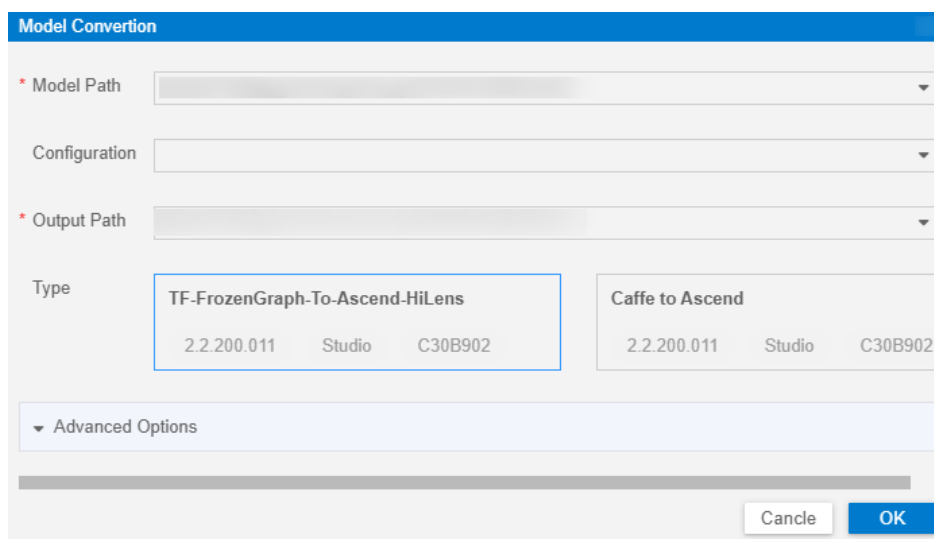 Model Convertion
* Model Path
Configuration
* Output Path
Type
TF-FrozenGraph-To-Ascend-HiLens
2.2.200.011 Studio C30B902
Caffe to Ascend
2.2.200.011 Studio C30B902
Advanced Options
Cancle OK